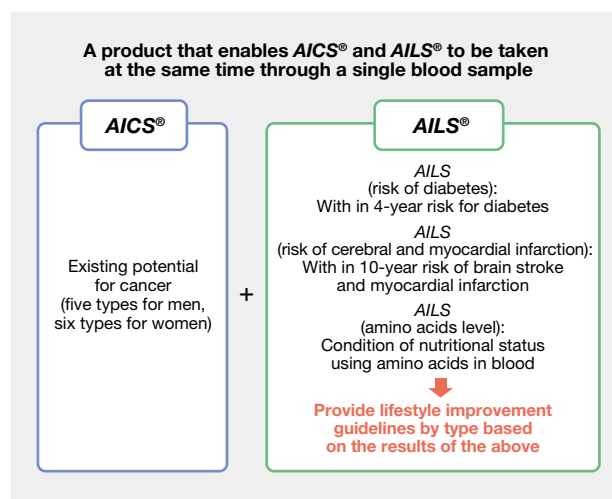 A product that enables AICS® and AILS® to be taken
at the same time through a single blood sample
AICS®
Existing potential
for cancer
(five types for men,
six types for women)
+
AILS®
AILS
(risk of diabetes):
With in 4-year risk for diabetes
AILS
(risk of cerebral and myocardial infarction):
With in 10-year risk of brain stroke
and myocardial infarction
AILS
(amino acids level):
Condition of nutritional status
using amino acids in blood
Provide lifestyle improvement
guidelines by type based
on the results of the above